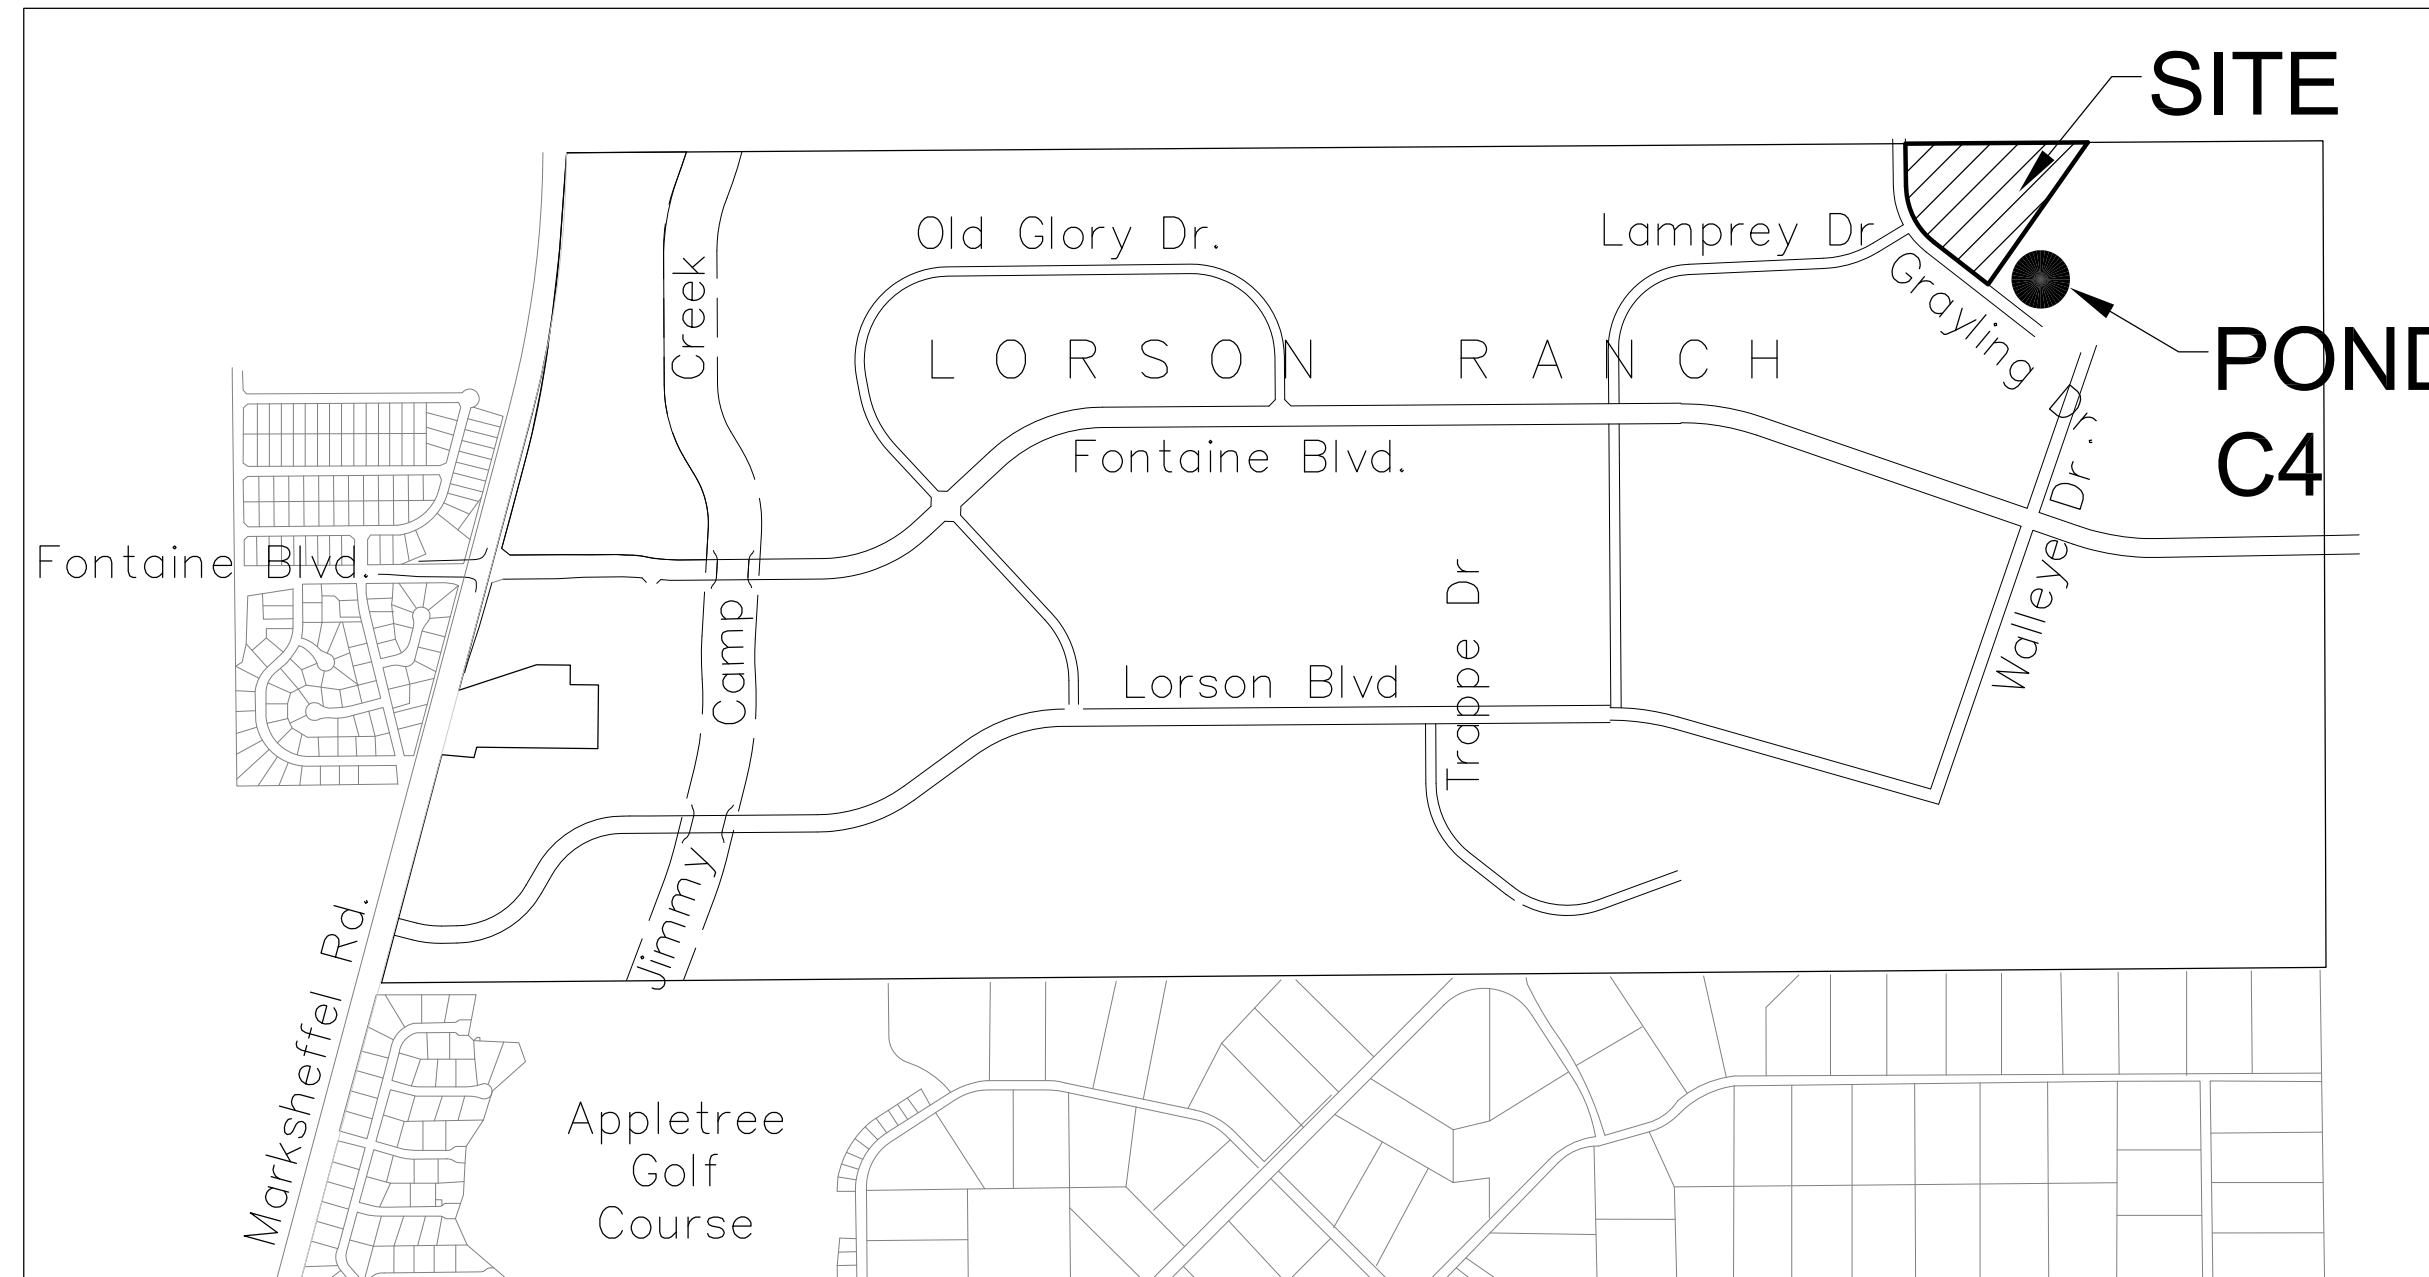 SITE
Old Glory Dr.
Lamprey Dr
Grayling Dr.
POND
C4
LORSON RANCH
Fontaine Blvd.
Fontaine Blvd.
Walleye Dr.
Trappe Dr
Lorson Blvd
Jimmy Camp Creek
Marksheffel Rd.
Appletree
Golf
Course